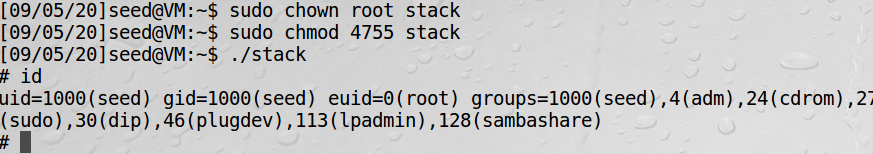 [09/05/20]seed@VM:~$ sudo chown root stack
[09/05/20]seed@VM:~$ sudo chmod 4755 stack
[09/05/20]seed@VM:~$ ./stack
# id
uid=1000(seed) gid=1000(seed) euid=0(root) groups=1000(seed),4(adm),24(cdrom),27
(sudo),30(dip),46(plugdev),113(lpadmin),128(sambashare)
#